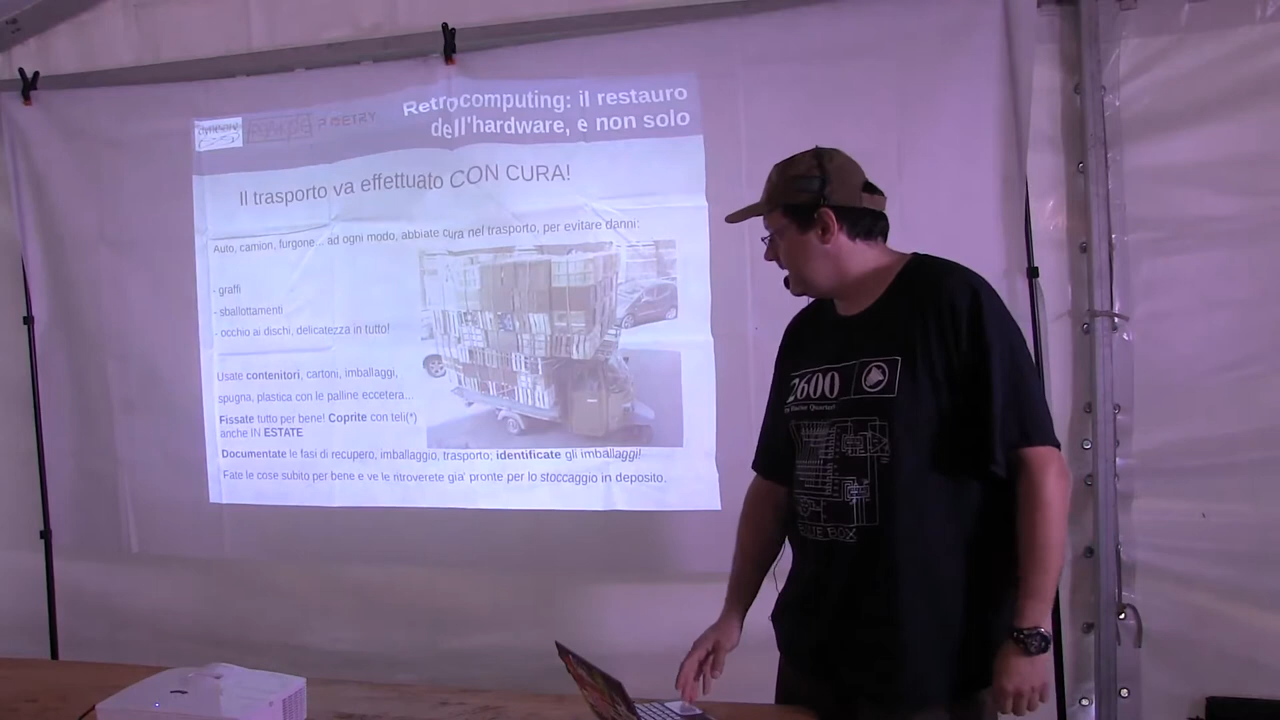 Retrocomputing: il restauro
dell'hardware, e non solo
Il trasporto va effettuato CON CURA!
Auto, camion, furgone... ad ogni modo, abbiate cura nel trasporto, per evitare danni:
- graffi
- sballottamenti
- occhio ai dischi, delicatezza in tutto!
Usate contenitori, cartoni, imballaggi,
spugna, plastica con le palline eccetera...
Fissate tutto per bene! Coprite con teli(*)
anche IN ESTATE
Documentate le fasi di recupero, imballaggio, trasporto; identificate gli imballaggi!
Fate le cose subito per bene e ve le ritroverete gia' pronte per lo stoccaggio in deposito.
2600
The Hacker Quarterly
BLUE BOX